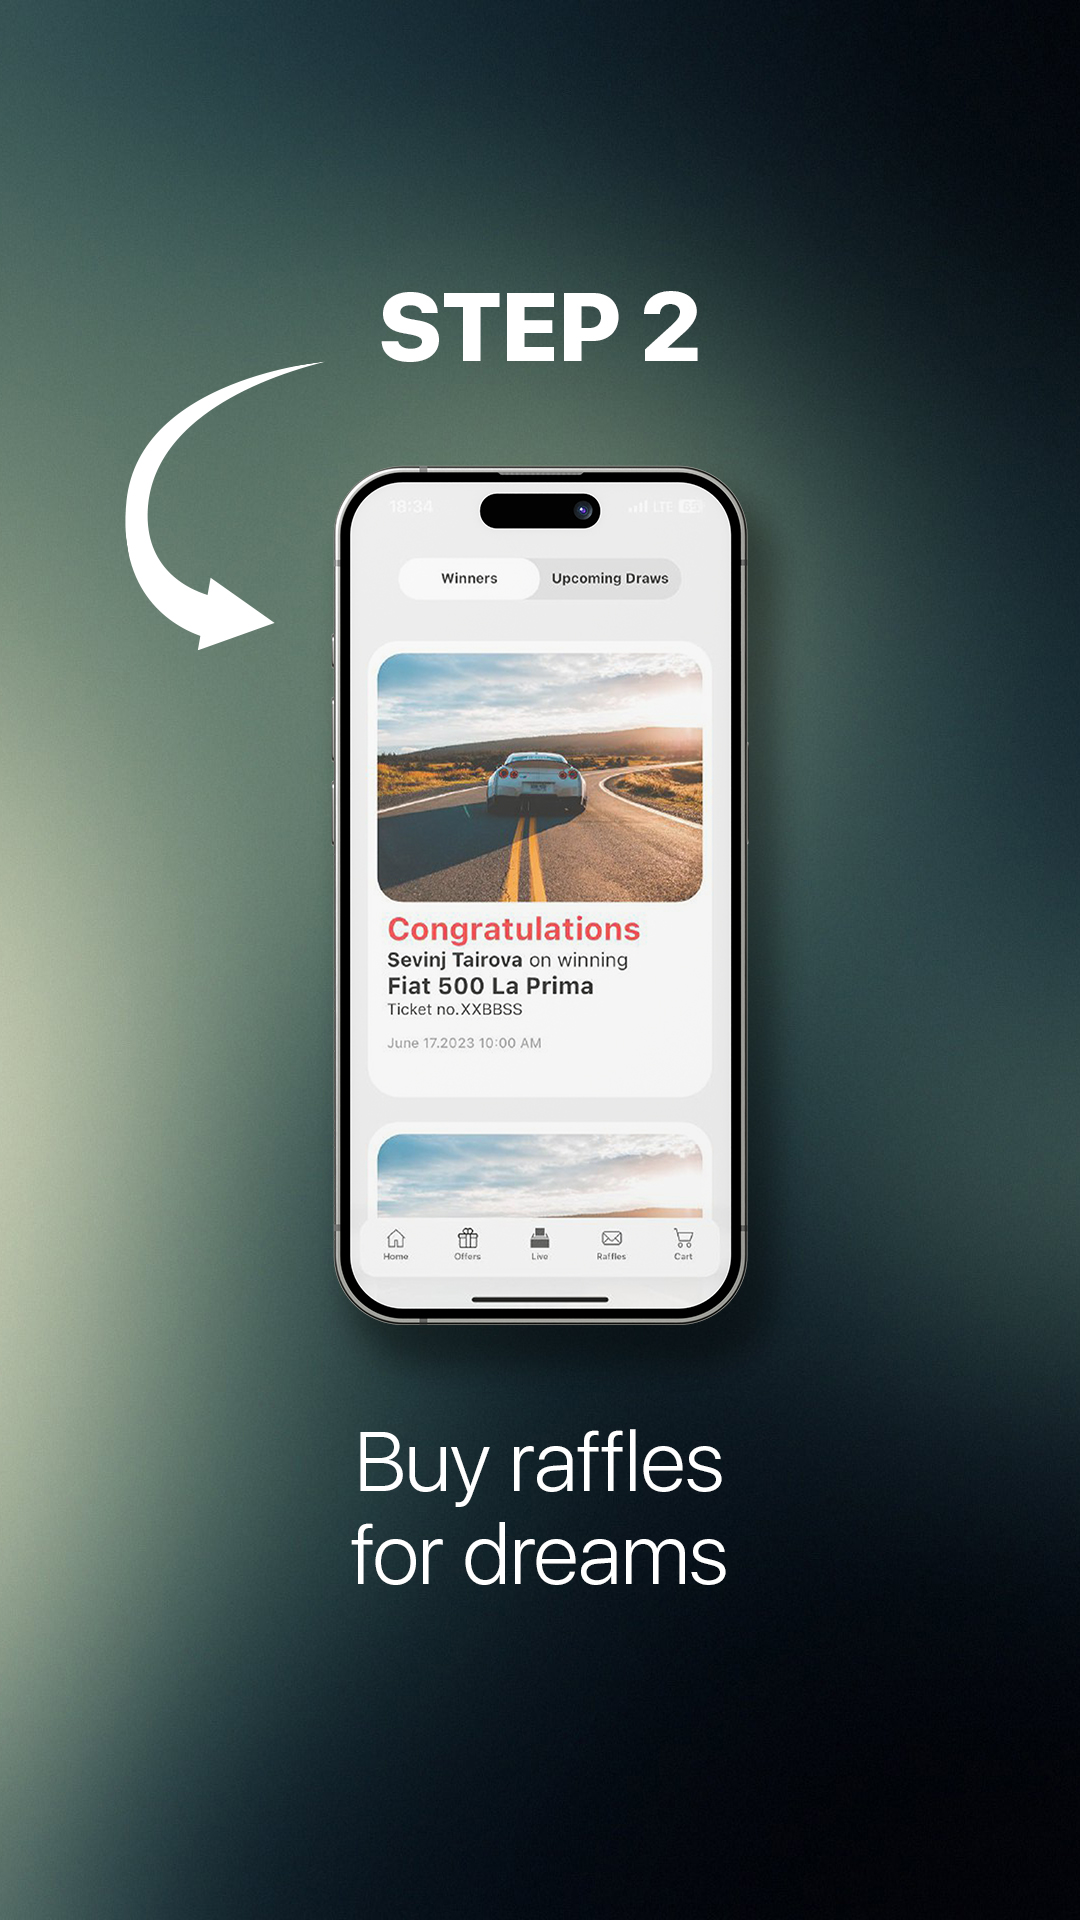 STEP 2
18:34
LTE 65
Winners
Upcoming Draws
Congratulations
Sevinj Tairova on winning
Fiat 500 La Prima
Ticket no.XXBBSS
June 17.2023 10:00 AM
Home
Offers
Live
Raffles
Cart
Buy raffles
for dreams